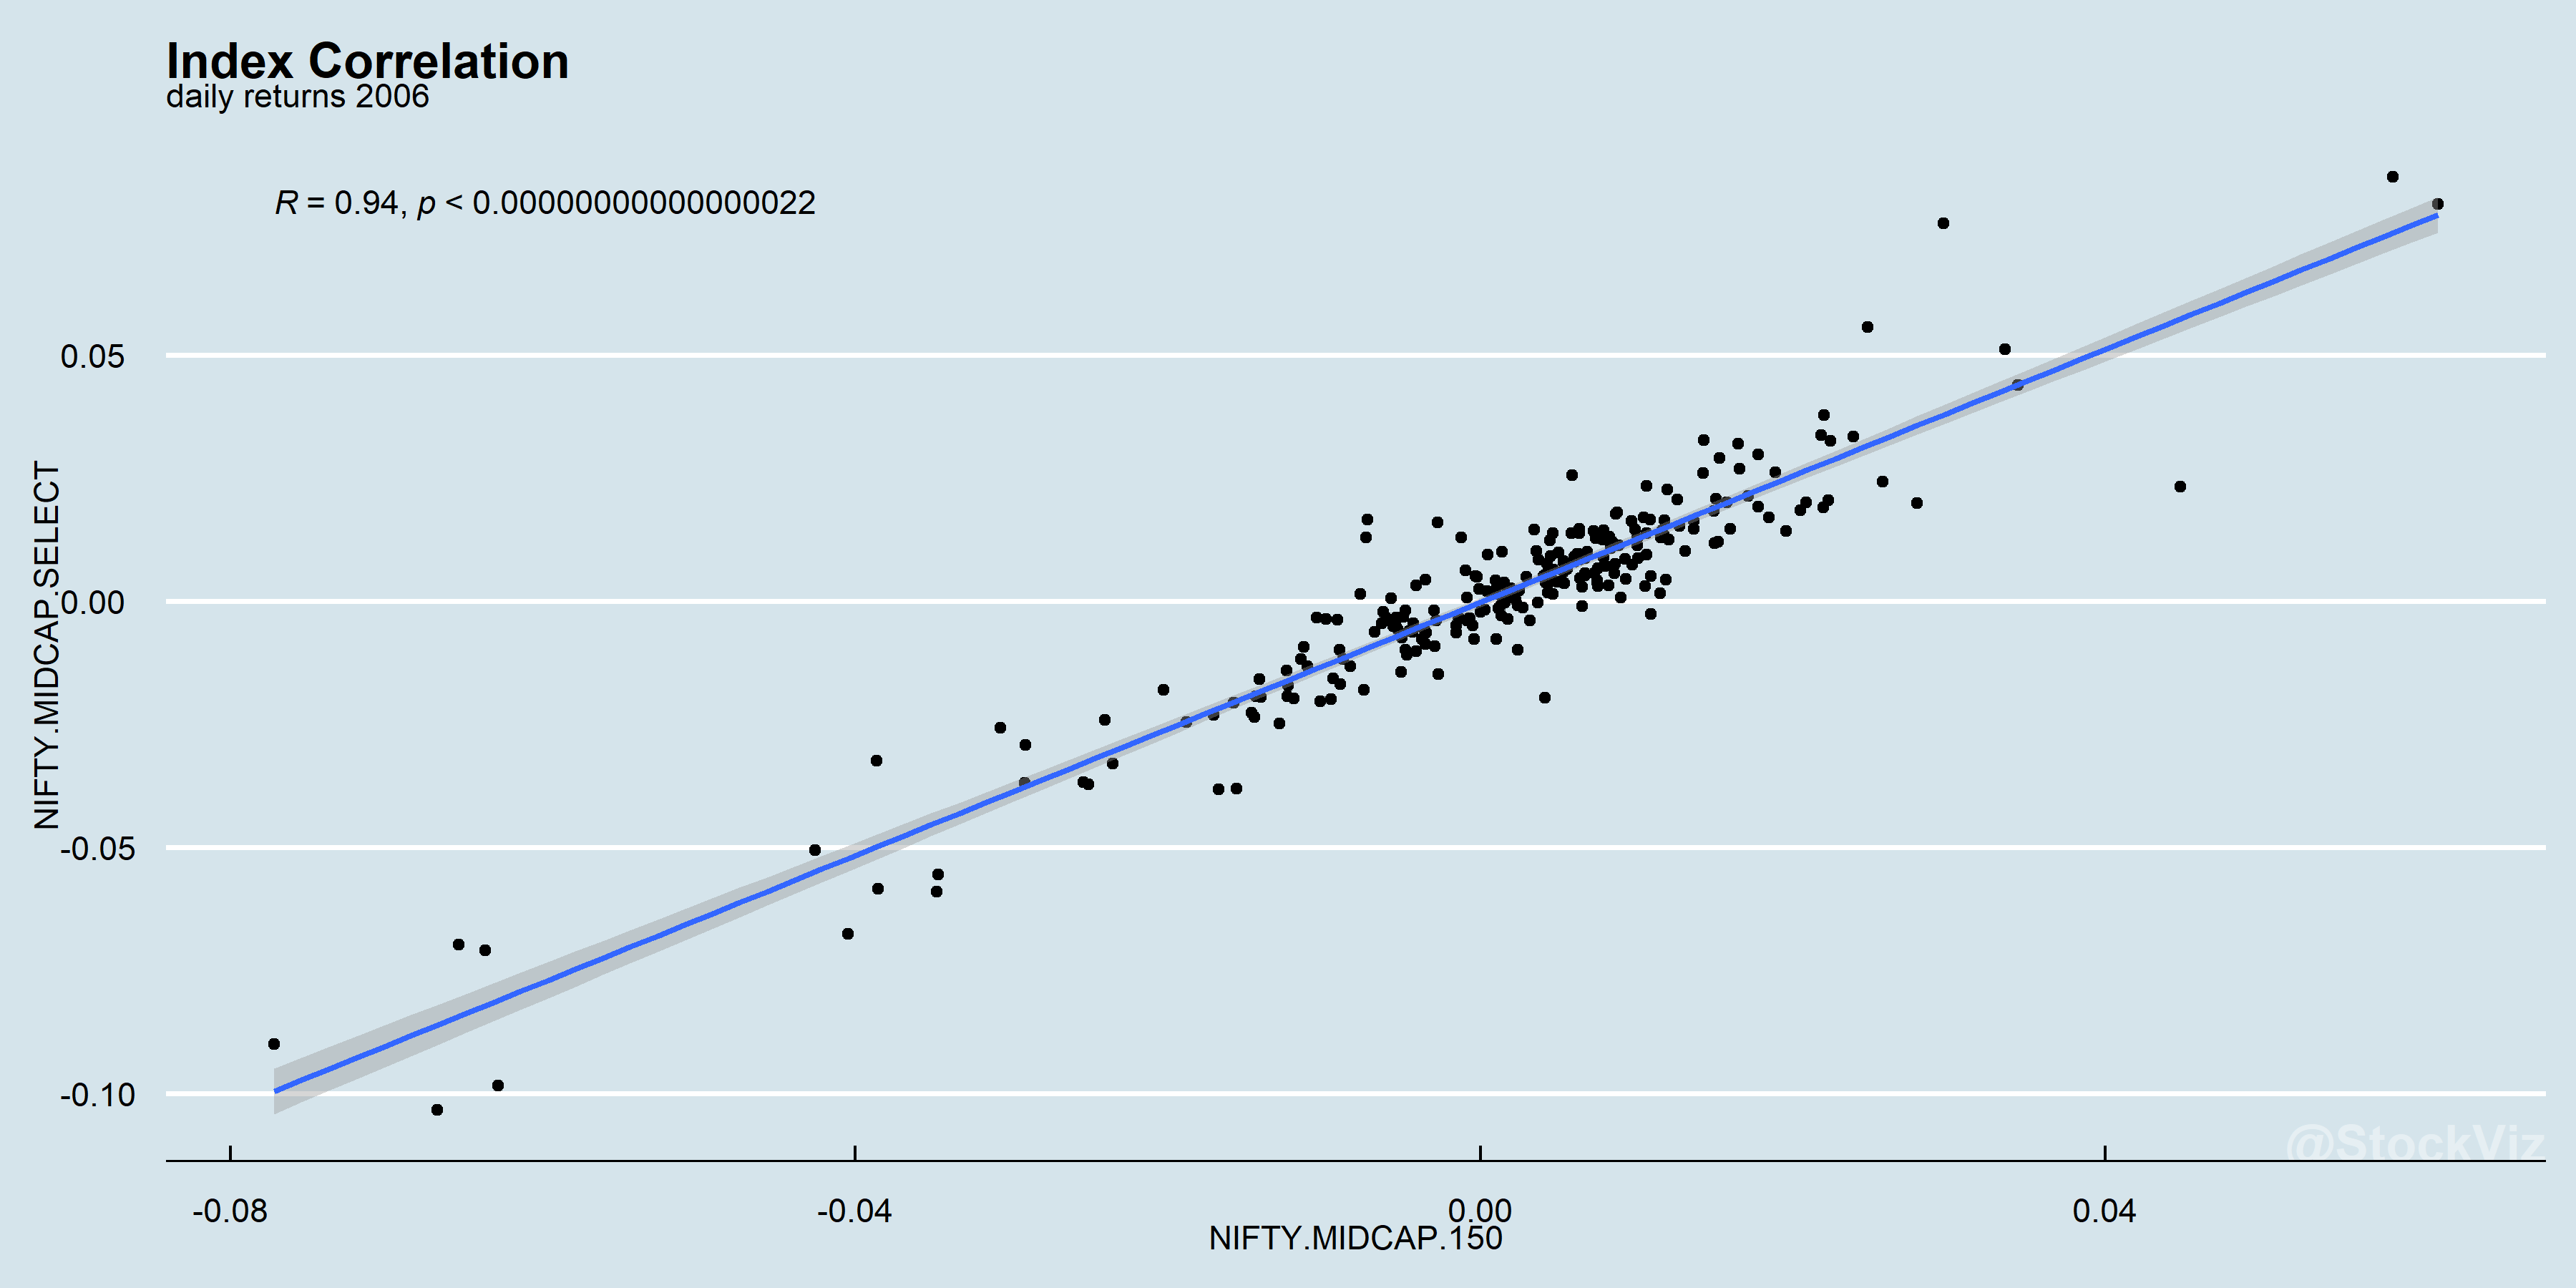 Index Correlation
daily returns 2006
R = 0.94, p < 0.00000000000000022
0.05
0.00
-0.05
-0.10
NIFTY.MIDCAP.SELECT
@StockViz
-0.08 -0.04 0.00 0.04
NIFTY.MIDCAP.150